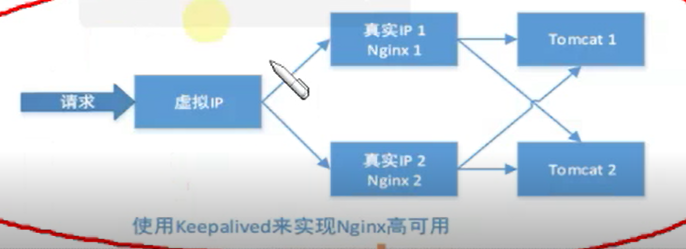 请求
虚拟IP
真实IP 1
Nginx 1
Tomcat 1
真实IP 2
Nginx 2
Tomcat 2
使用Keepalived来实现Nginx高可用